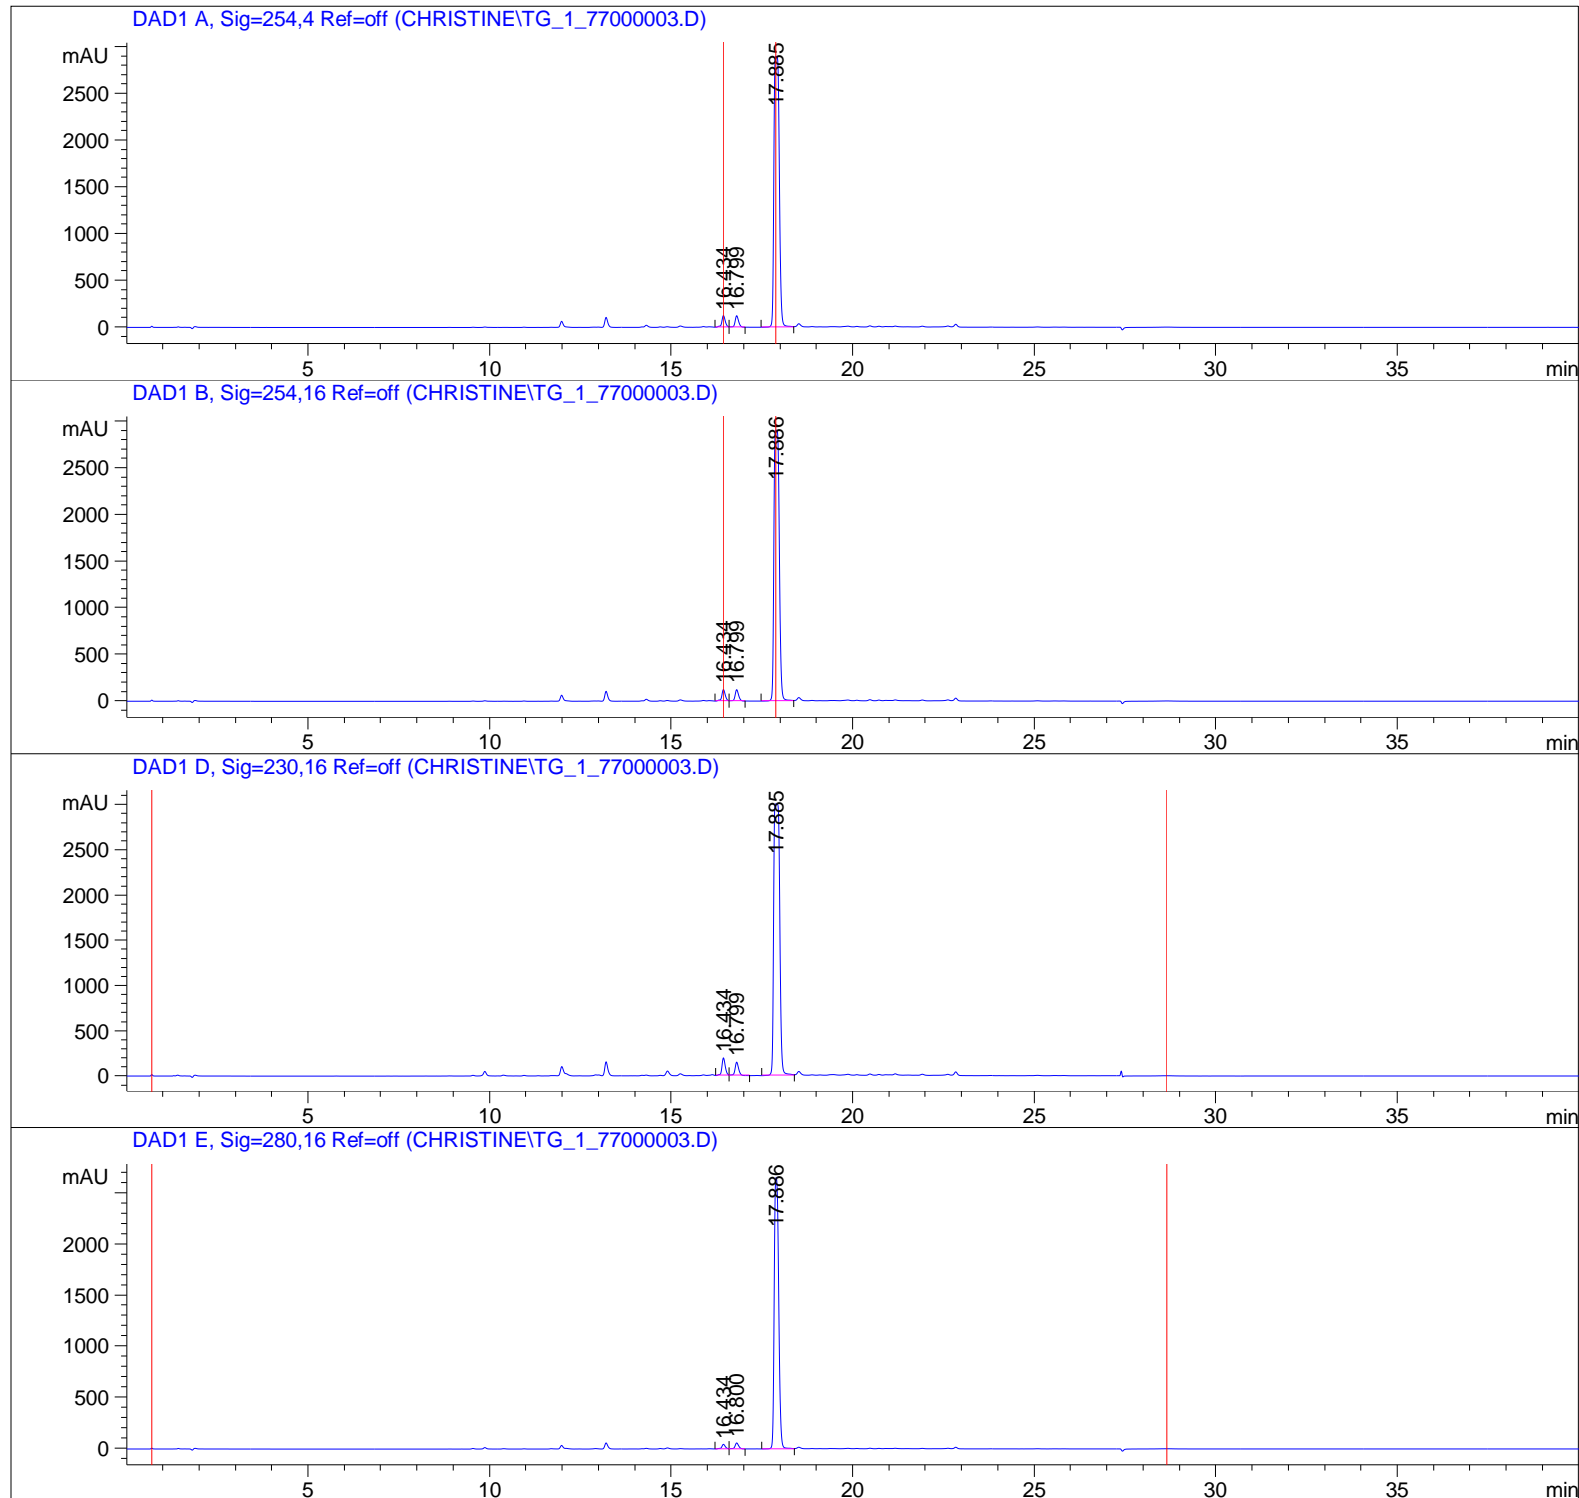 DAD1 A, Sig=254,4 Ref=off (CHRISTINE\TG_1_77000003.D)
mAU
2500
2000
1500
1000
500
0
16.434
16.799
17.885
5 10 15 20 25 30 35 min
DAD1 B, Sig=254,16 Ref=off (CHRISTINE\TG_1_77000003.D)
mAU
2500
2000
1500
1000
500
0
16.434
16.799
17.886
5 10 15 20 25 30 35 min
DAD1 D, Sig=230,16 Ref=off (CHRISTINE\TG_1_77000003.D)
mAU
2500
2000
1500
1000
500
0
16.434
16.799
17.885
5 10 15 20 25 30 35 min
DAD1 E, Sig=280,16 Ref=off (CHRISTINE\TG_1_77000003.D)
mAU
2000
1500
1000
500
0
16.434
16.800
17.886
5 10 15 20 25 30 35 min